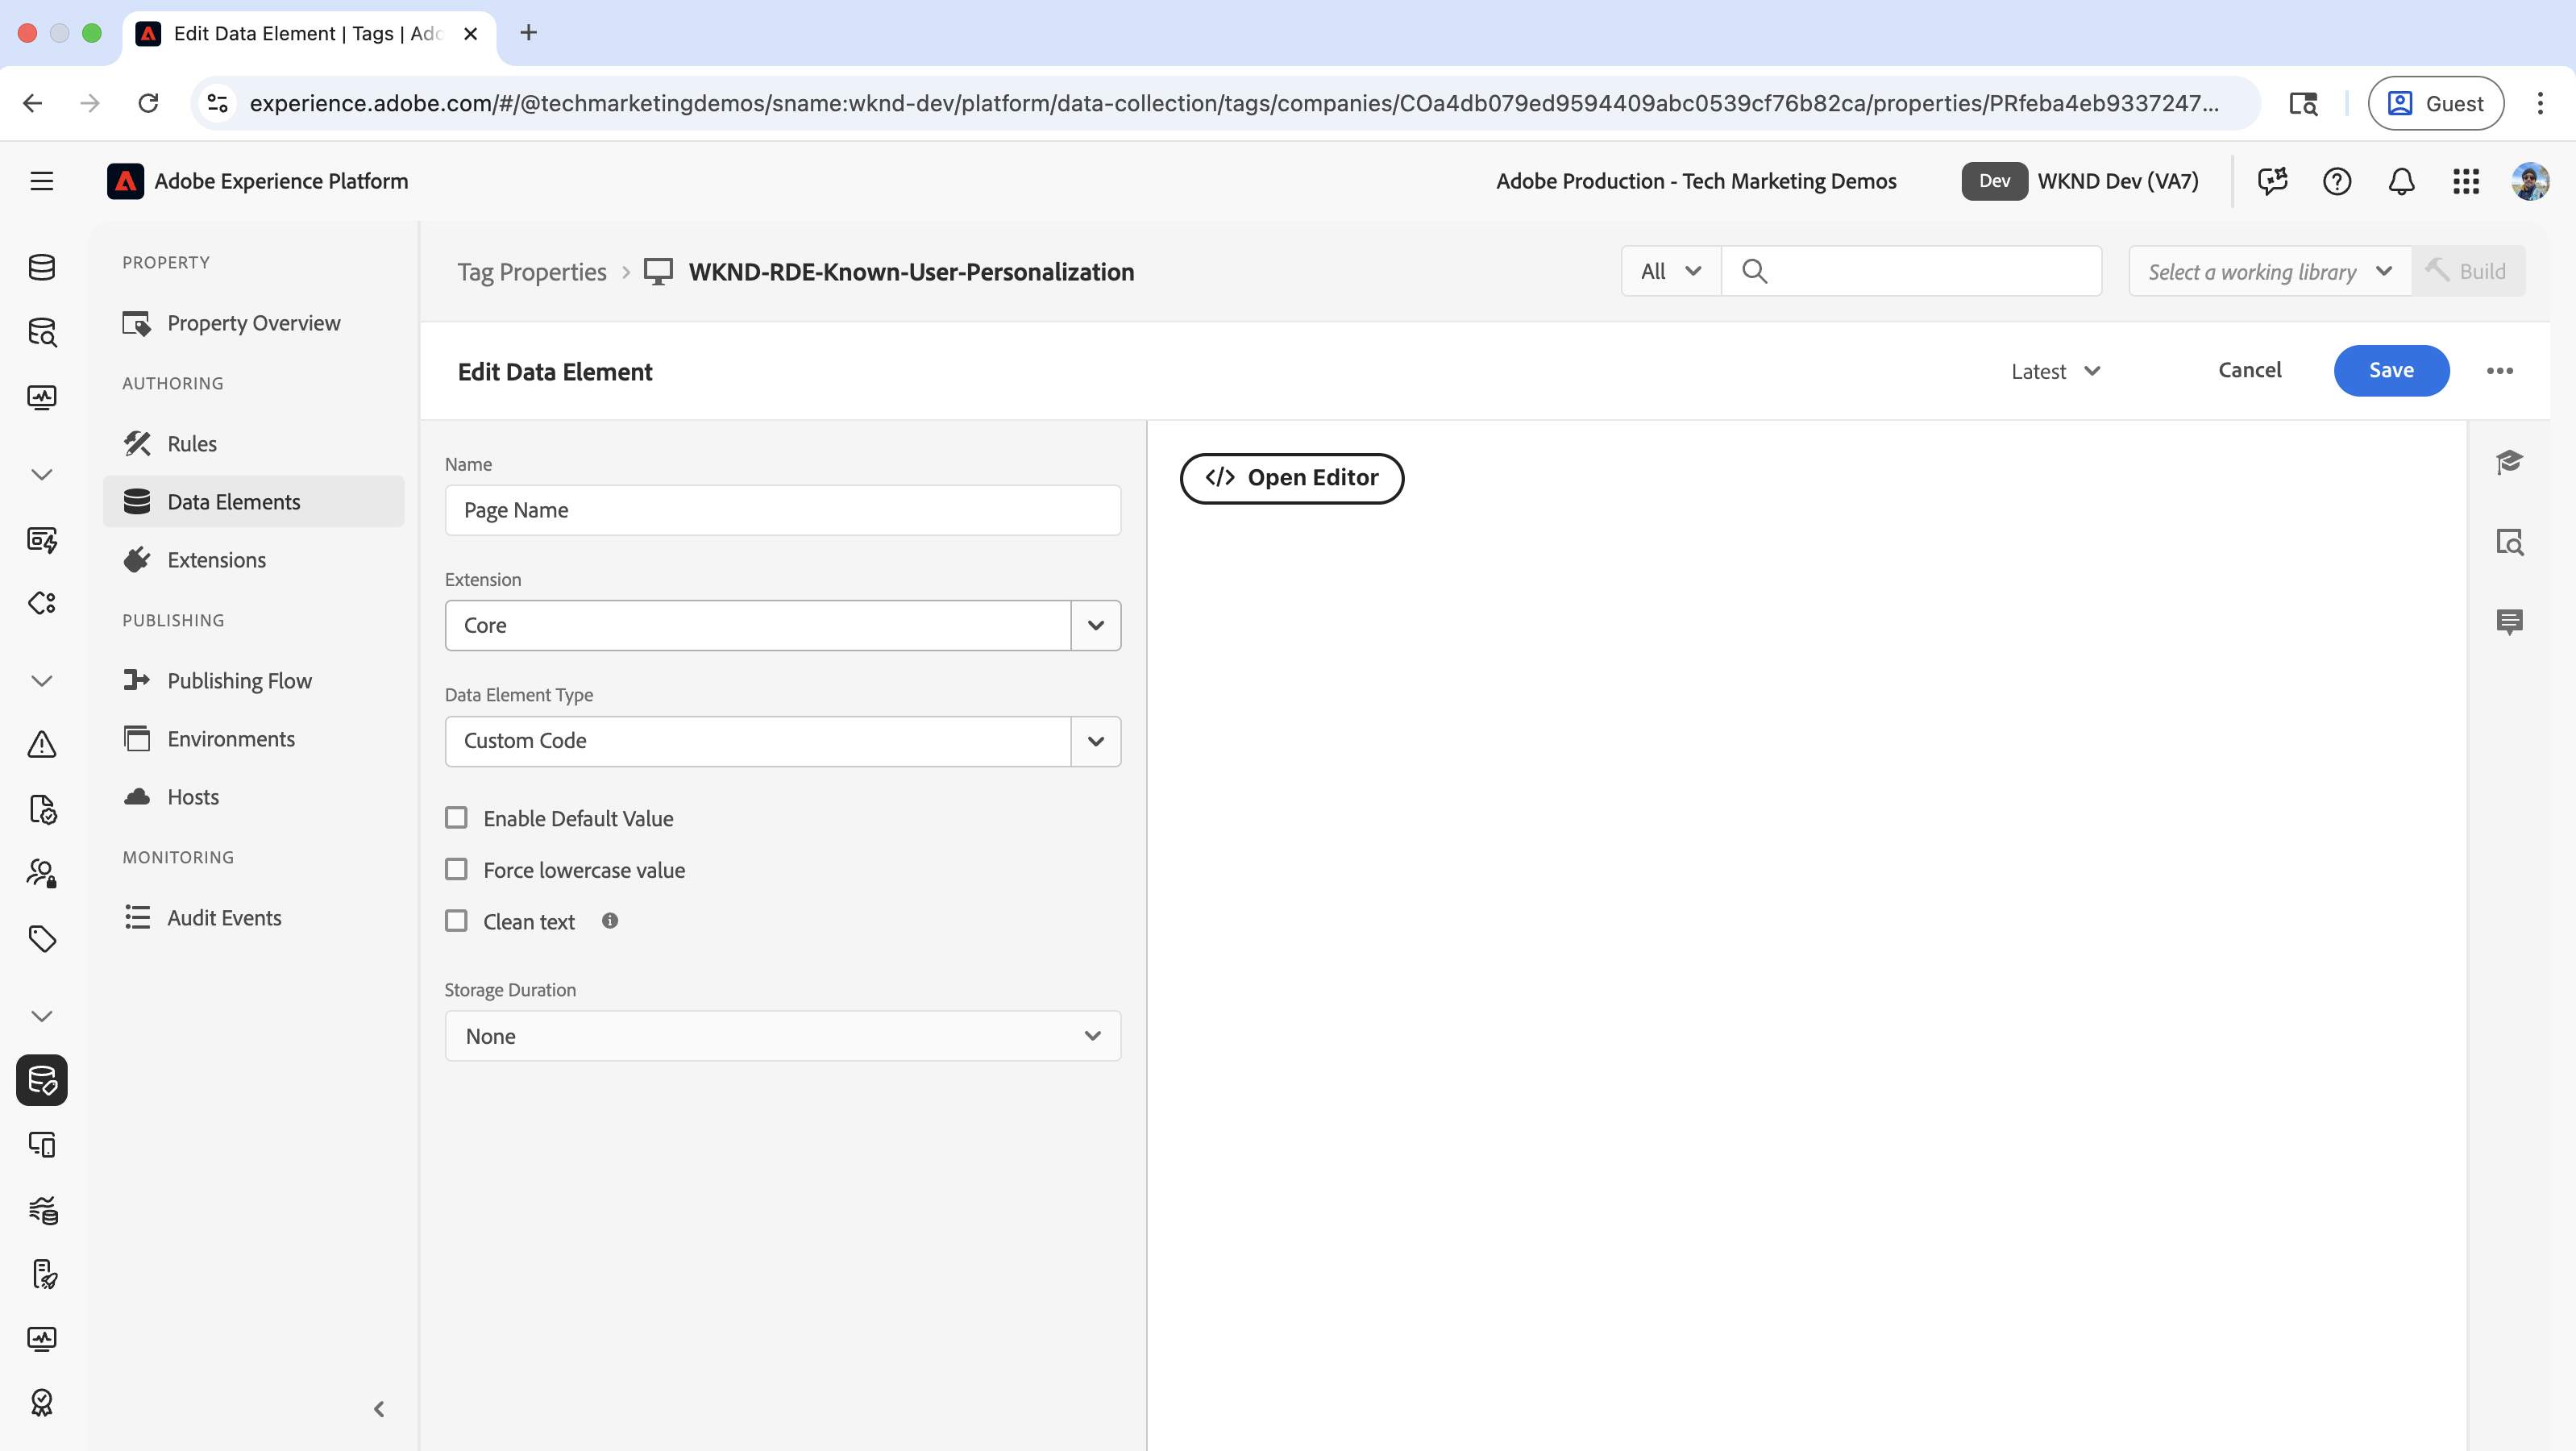 Edit Data Element | Tags | Ado
experience.adobe.com/#/@techmarketingdemos/sname:wknd-dev/platform/data-collection/tags/companies/COa4db079ed9594409abc0539cf76b82ca/properties/PRfeba4eb9337247...
Guest
Adobe Experience Platform
Adobe Production - Tech Marketing Demos
Dev
WKND Dev (VA7)
PROPERTY
Property Overview
AUTHORING
Rules
Data Elements
Extensions
PUBLISHING
Publishing Flow
Environments
Hosts
MONITORING
Audit Events
Tag Properties > WKND-RDE-Known-User-Personalization
All
Select a working library
Build
Edit Data Element
Latest
Cancel
Save
Name
Page Name
Extension
Core
Data Element Type
Custom Code
Enable Default Value
Force lowercase value
Clean text
Storage Duration
None
</> Open Editor